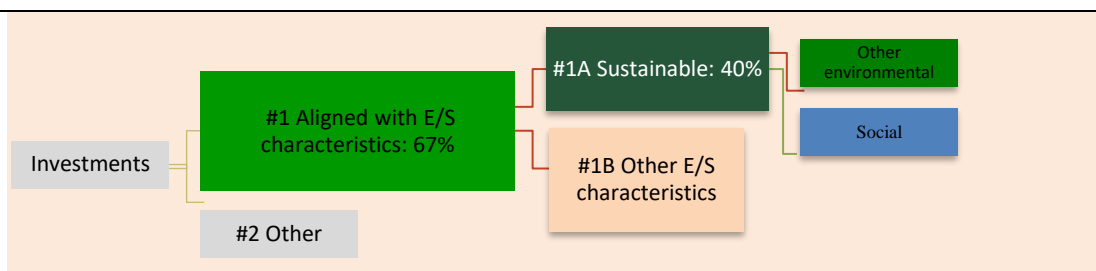 Investments
#1 Aligned with E/S
characteristics: 67%
#2 Other
#1A Sustainable: 40%
#1B Other E/S
characteristics
Other
environmental
Social